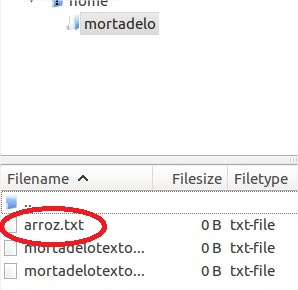 home
mortadelo
Filename Filesize Filetype
..
arroz.txt 0 B txt-file
mortadelotexto... 0 B txt-file
mortadelotexto... 0 B txt-file